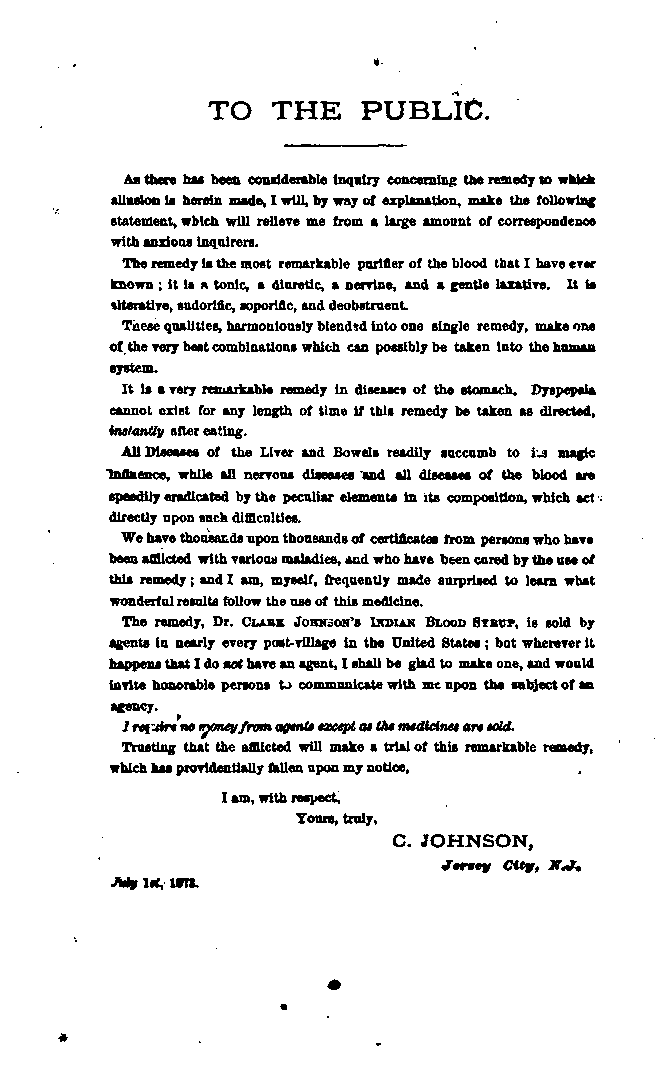 TO THE PUBLIC.
As there has been considerable inquiry concerning the remedy to which
allusion is herein made, I will, by way of explanation, make the following
statement, which will relieve me from a large amount of correspondence
with anxious inquirers.
The remedy is the most remarkable purifier of the blood that I have ever
known; it is a tonic, a diuretic, a nervine, and a gentle laxative. It is
alterative, sudorific, soporific, and deobstruent.
These qualities, harmoniously blended into one single remedy, make one
of the very best combinations which can possibly be taken into the human
system.
It is a very remarkable remedy in diseases of the stomach. Dyspepsia
cannot exist for any length of time if this remedy be taken as directed,
instantly after eating.
All Diseases of the Liver and Bowels readily succumb to its magic
influence, while all nervous diseases and all diseases of the blood are
speedily eradicated by the peculiar elements in its composition, which act
directly upon such difficulties.
We have thousands upon thousands of certificates from persons who have
been afflicted with various maladies, and who have been cured by the use of
this remedy; and I am, myself, frequently made surprised to learn what
wonderful results follow the use of this medicine.
The remedy, DR. CLARK JOHNSON'S INDIAN BLOOD SYRUP, is sold by
agents in nearly every post-village in the United States; but wherever it
happens that I do not have an agent, I shall be glad to make one, and would
invite honorable persons to communicate with me upon the subject of an
agency.
I require no money from agents except as the medicines are sold.
Trusting that the afflicted will make a trial of this remarkable remedy,
which has providentially fallen upon my notice,
I am, with respect,
Yours, truly,
C. JOHNSON,
Jersey City, N.J.
July 1st,